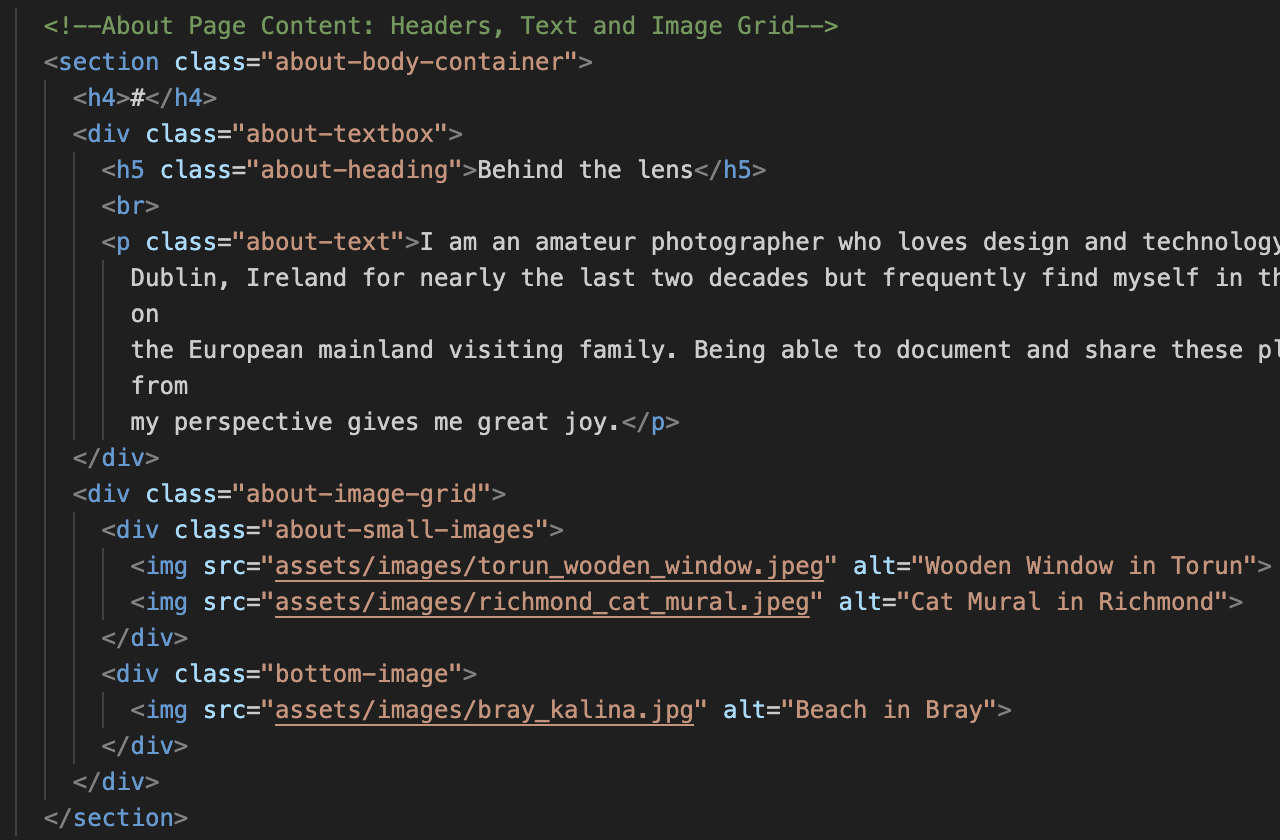 <!--About Page Content: Headers, Text and Image Grid-->
<section class="about-body-container">
<h4>#</h4>
<div class="about-textbox">
<h5 class="about-heading">Behind the lens</h5>
<br>
<p class="about-text">I am an amateur photographer who loves design and technology
Dublin, Ireland for nearly the last two decades but frequently find myself in
on
the European mainland visiting family. Being able to document and share these
from
my perspective gives me great joy.</p>
</div>
<div class="about-image-grid">
<div class="about-small-images">
<img src="assets/images/torun_wooden_window.jpeg" alt="Wooden Window in Torun">
<img src="assets/images/richmond_cat_mural.jpeg" alt="Cat Mural in Richmond">
</div>
<div class="bottom-image">
<img src="assets/images/bray_kalina.jpg" alt="Beach in Bray">
</div>
</div>
</section>